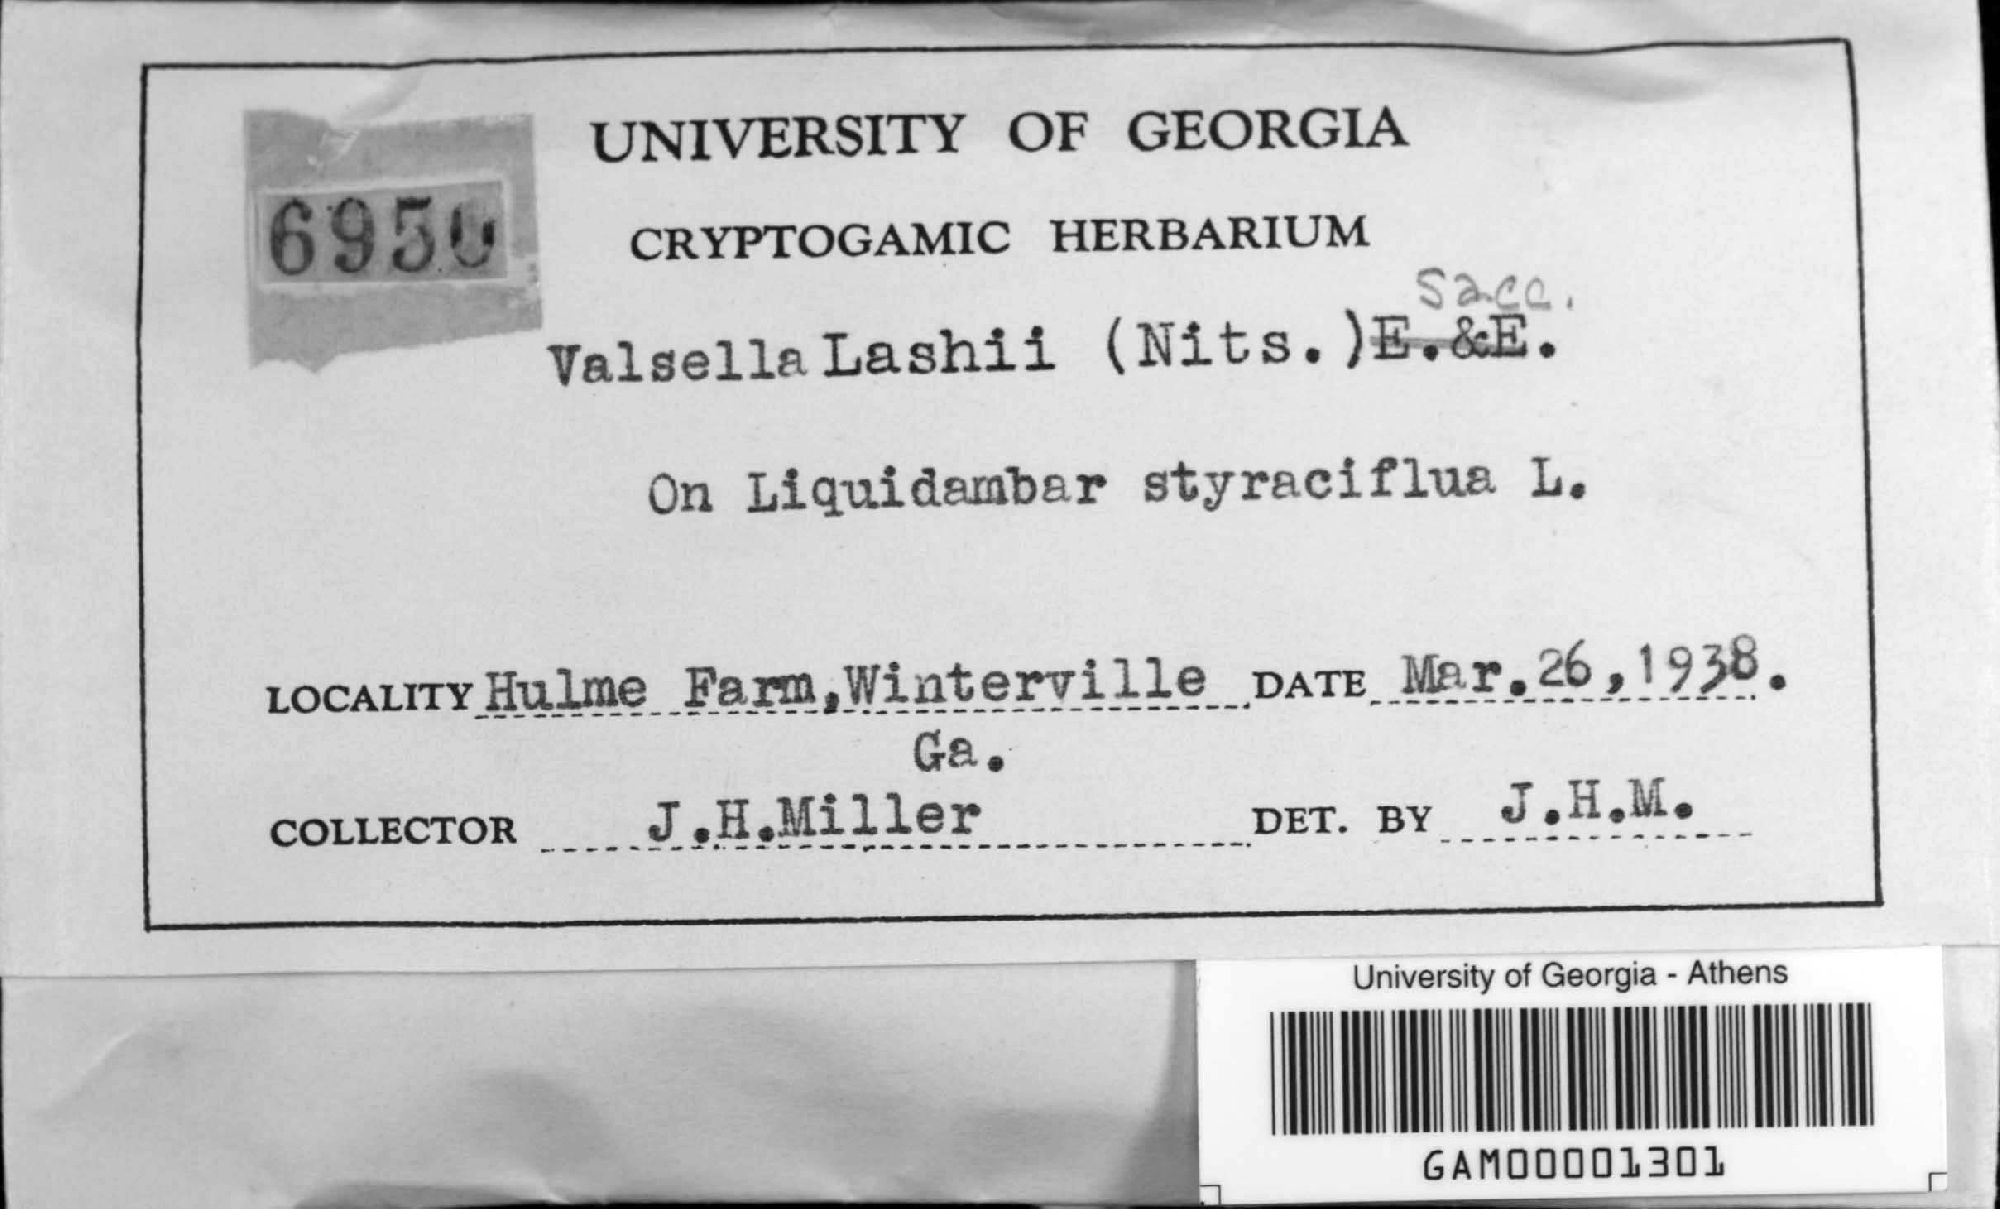 UNIVERSITY OF GEORGIA
6950
CRYPTOGAMIC HERBARIUM
Sacc.
Valsella Lashii (Nits.)E.&E.
On Liquidambar styraciflua L.
LOCALITY Hulme Farm,Winterville DATE Mar.26,1938.
Ga.
COLLECTOR J.H.Miller DET. BY J.H.M.
University of Georgia - Athens
GAM00001301